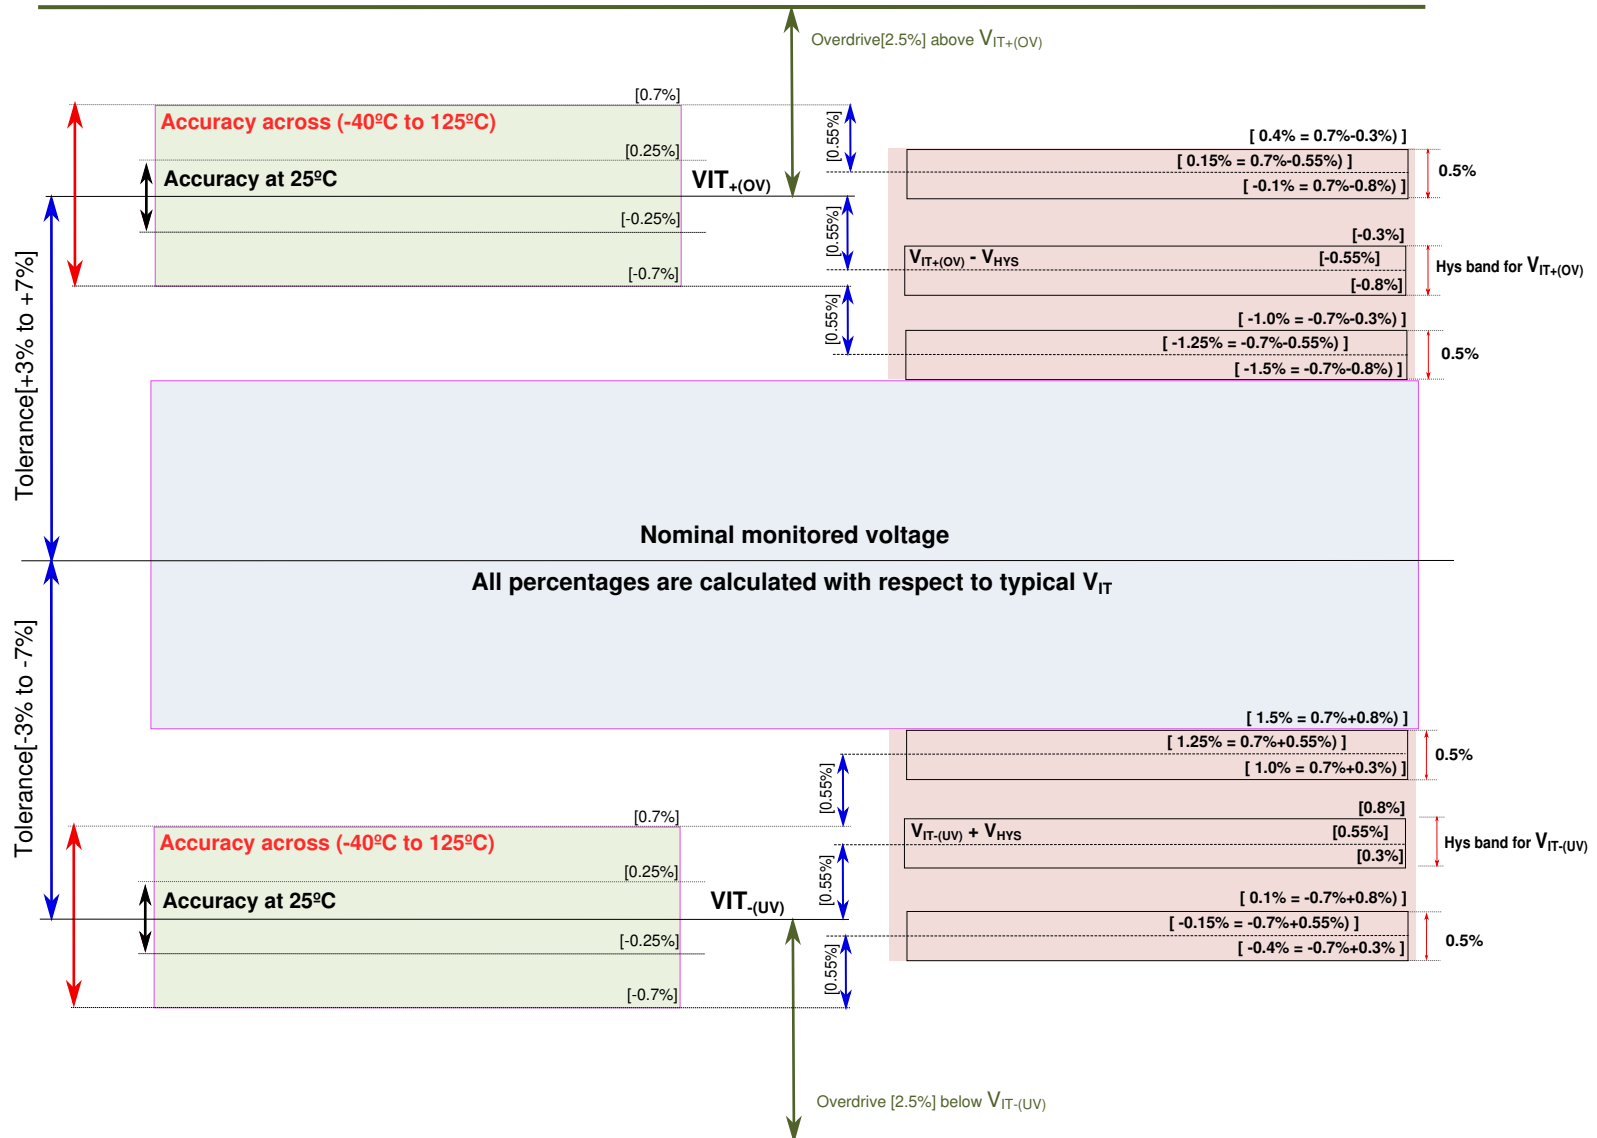 Overdrive[2.5%] above VIT+(OV)
[0.7%]
Accuracy across (-40ºC to 125ºC)
[0.25%]
Accuracy at 25ºC
VIT+(OV)
[-0.25%]
[-0.7%]
[0.55%]
[0.55%]
[0.55%]
[ 0.4% = 0.7%-0.3%) ]
[ 0.15% = 0.7%-0.55%) ]
[ -0.1% = 0.7%-0.8%) ]
0.5%
[-0.3%]
VIT+(OV) - VHYS
[-0.55%]
[-0.8%]
Hys band for VIT+(OV)
[ -1.0% = -0.7%-0.3%) ]
[ -1.25% = -0.7%-0.55%) ]
[ -1.5% = -0.7%-0.8%) ]
0.5%
Tolerance[+3% to +7%]
Nominal monitored voltage
All percentages are calculated with respect to typical VIT
Tolerance[-3% to -7%]
[ 1.5% = 0.7%+0.8%) ]
[ 1.25% = 0.7%+0.55%) ]
[ 1.0% = 0.7%+0.3%) ]
0.5%
[0.8%]
VIT-(UV) + VHYS
[0.55%]
[0.3%]
Hys band for VIT-(UV)
[ 0.1% = -0.7%+0.8%) ]
[ -0.15% = -0.7%+0.55%) ]
[ -0.4% = -0.7%+0.3% ]
0.5%
[0.55%]
[0.55%]
[0.55%]
[0.7%]
Accuracy across (-40ºC to 125ºC)
[0.25%]
Accuracy at 25ºC
VIT-(UV)
[-0.25%]
[-0.7%]
Overdrive [2.5%] below VIT-(UV)